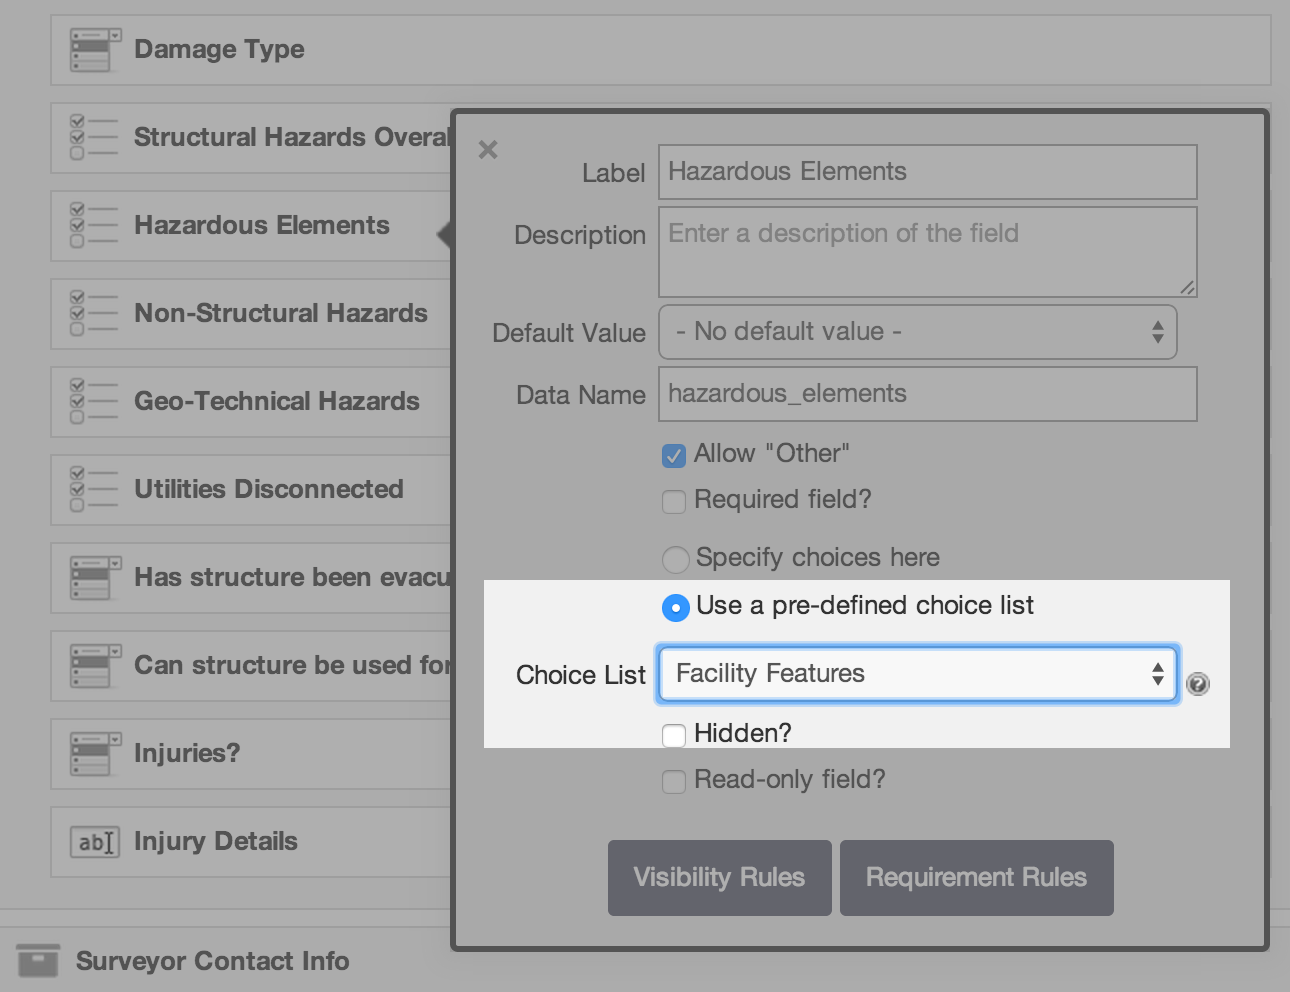 Damage Type
Structural Hazards Overal
Hazardous Elements
Non-Structural Hazards
Geo-Technical Hazards
Utilities Disconnected
Has structure been evacu
Can structure be used for
Injuries?
abI Injury Details
Surveyor Contact Info
×
Label Hazardous Elements
Description Enter a description of the field
Default Value - No default value -
Data Name hazardous_elements
Allow "Other"
Required field?
Specify choices here
Use a pre-defined choice list
Choice List Facility Features ?
Hidden?
Read-only field?
Visibility Rules Requirement Rules